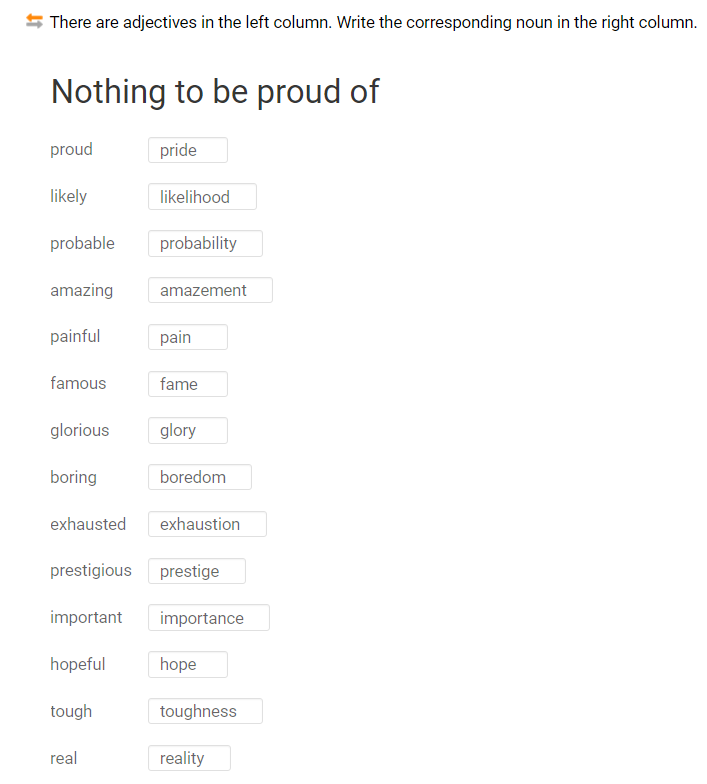 There are adjectives in the left column. Write the corresponding noun in the right column.
Nothing to be proud of
proud pride
likely likelihood
probable probability
amazing amazement
painful pain
famous fame
glorious glory
boring boredom
exhausted exhaustion
prestigious prestige
important importance
hopeful hope
tough toughness
real reality